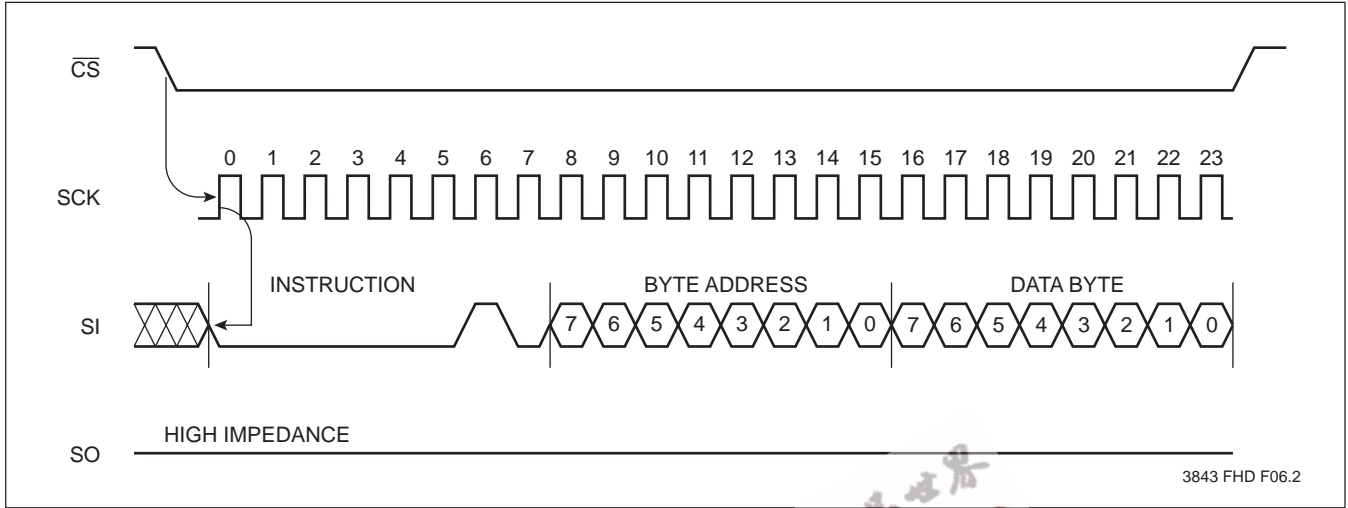 CS
0 1 2 3 4 5 6 7 8 9 10 11 12 13 14 15 16 17 18 19 20 21 22 23
SCK
INSTRUCTION BYTE ADDRESS DATA BYTE
SI 7 6 5 4 3 2 1 0 7 6 5 4 3 2 1 0
HIGH IMPEDANCE
SO
3843 FHD F06.2